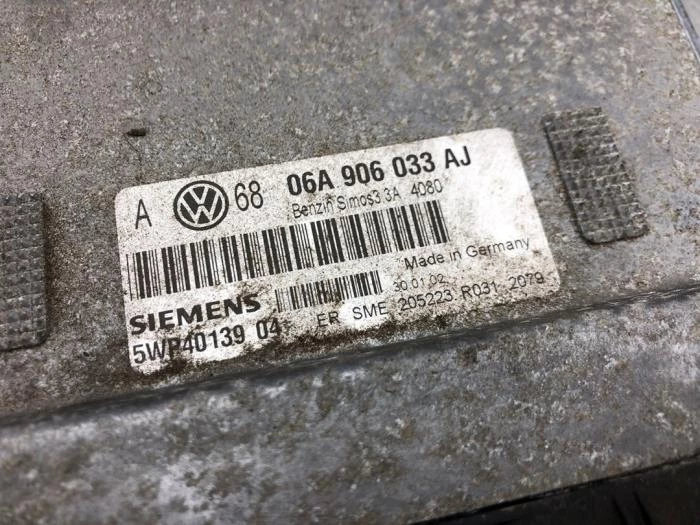 A VW 68 06A 906 033 AJ
Benzin Simos3 3A 4080
Made in Germany
30.01.02
SIEMENS
5WP40139 04 ER SME 205223 R031 2079